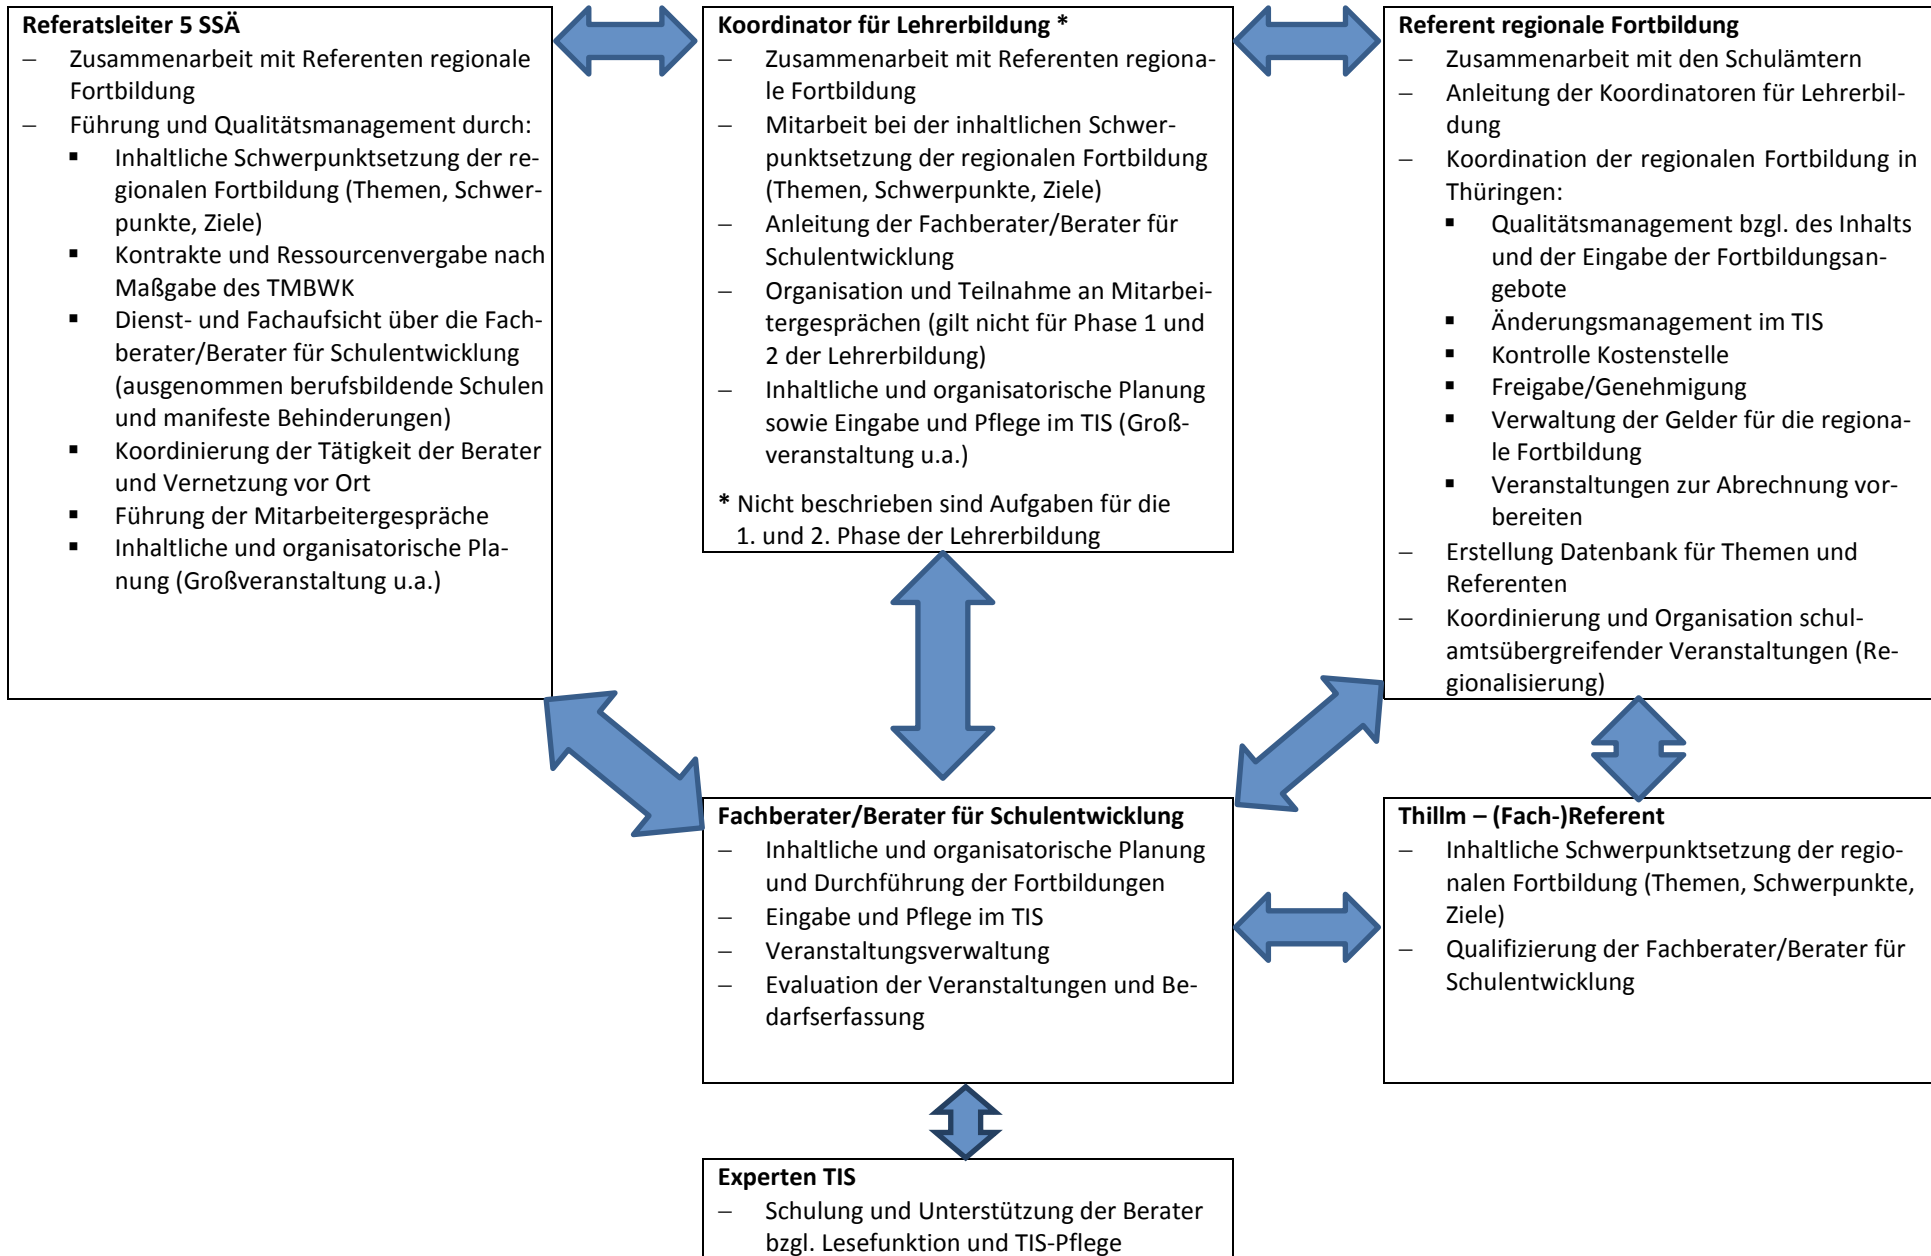 Referatsleiter 5 SSÄ
– Zusammenarbeit mit Referenten regionale
Fortbildung
– Führung und Qualitätsmanagement durch:
▪ Inhaltliche Schwerpunktsetzung der re-
gionalen Fortbildung (Themen, Schwer-
punkte, Ziele)
▪ Kontrakte und Ressourcenvergabe nach
Maßgabe des TMBWK
▪ Dienst- und Fachaufsicht über die Fach-
berater/Berater für Schulentwicklung
(ausgenommen berufsbildende Schulen
und manifeste Behinderungen)
▪ Koordinierung der Tätigkeit der Berater
und Vernetzung vor Ort
▪ Führung der Mitarbeitergespräche
▪ Inhaltliche und organisatorische Pla-
nung (Großveranstaltung u.a.)
Koordinator für Lehrerbildung *
– Zusammenarbeit mit Referenten regiona-
le Fortbildung
– Mitarbeit bei der inhaltlichen Schwer-
punktsetzung der regionalen Fortbildung
(Themen, Schwerpunkte, Ziele)
– Anleitung der Fachberater/Berater für
Schulentwicklung
– Organisation und Teilnahme an Mitarbei-
tergesprächen (gilt nicht für Phase 1 und
2 der Lehrerbildung)
– Inhaltliche und organisatorische Planung
sowie Eingabe und Pflege im TIS (Groß-
veranstaltung u.a.)
* Nicht beschrieben sind Aufgaben für die
1. und 2. Phase der Lehrerbildung
Referent regionale Fortbildung
– Zusammenarbeit mit den Schulämtern
– Anleitung der Koordinatoren für Lehrerbil-
dung
– Koordination der regionalen Fortbildung in
Thüringen:
▪ Qualitätsmanagement bzgl. des Inhalts
und der Eingabe der Fortbildungsan-
gebote
▪ Änderungsmanagement im TIS
▪ Kontrolle Kostenstelle
▪ Freigabe/Genehmigung
▪ Verwaltung der Gelder für die regiona-
le Fortbildung
▪ Veranstaltungen zur Abrechnung vor-
bereiten
– Erstellung Datenbank für Themen und
Referenten
– Koordinierung und Organisation schul-
amtsübergreifender Veranstaltungen (Re-
gionalisierung)
Fachberater/Berater für Schulentwicklung
– Inhaltliche und organisatorische Planung
und Durchführung der Fortbildungen
– Eingabe und Pflege im TIS
– Veranstaltungsverwaltung
– Evaluation der Veranstaltungen und Be-
darfserfassung
Thillm – (Fach-)Referent
– Inhaltliche Schwerpunktsetzung der regio-
nalen Fortbildung (Themen, Schwerpunkte,
Ziele)
– Qualifizierung der Fachberater/Berater für
Schulentwicklung
Experten TIS
– Schulung und Unterstützung der Berater
bzgl. Lesefunktion und TIS-Pflege